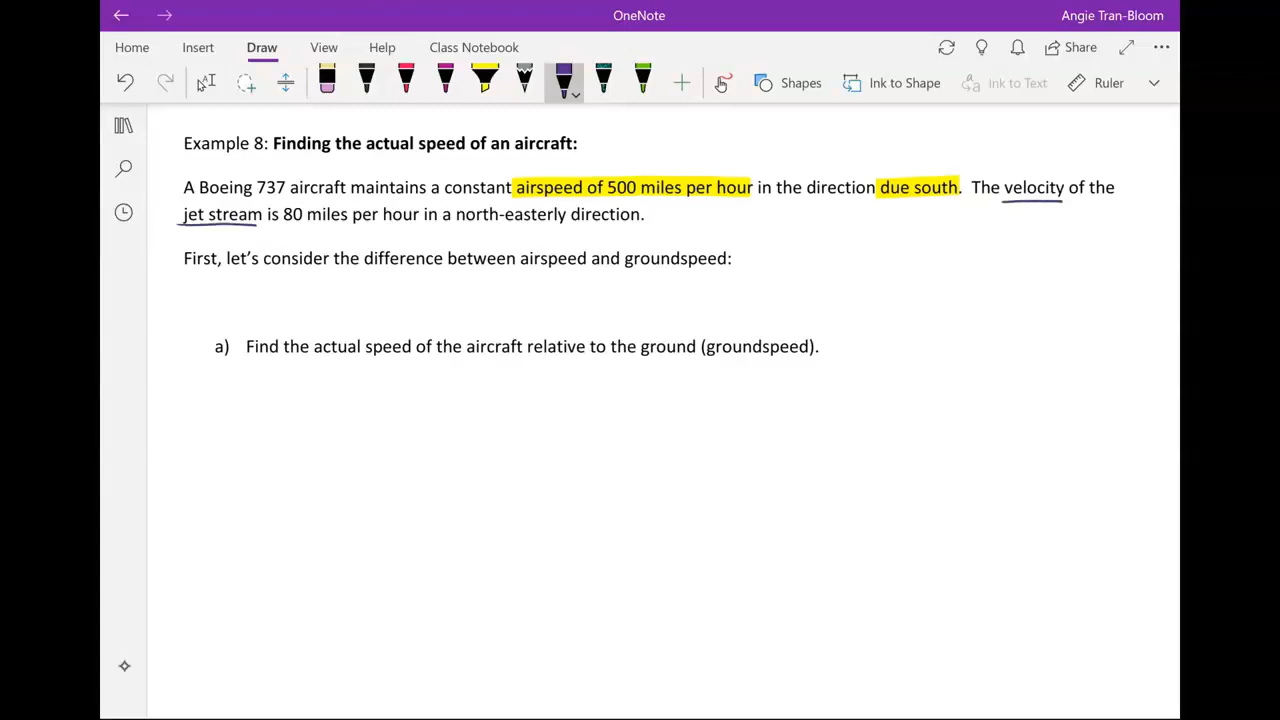 OneNote
Angie Tran-Bloom
Home Insert Draw View Help Class Notebook Share
Shapes Ink to Shape Ink to Text Ruler
Example 8: Finding the actual speed of an aircraft:
A Boeing 737 aircraft maintains a constant airspeed of 500 miles per hour in the direction due south. The velocity of the
jet stream is 80 miles per hour in a north-easterly direction.
First, let's consider the difference between airspeed and groundspeed:
a) Find the actual speed of the aircraft relative to the ground (groundspeed).